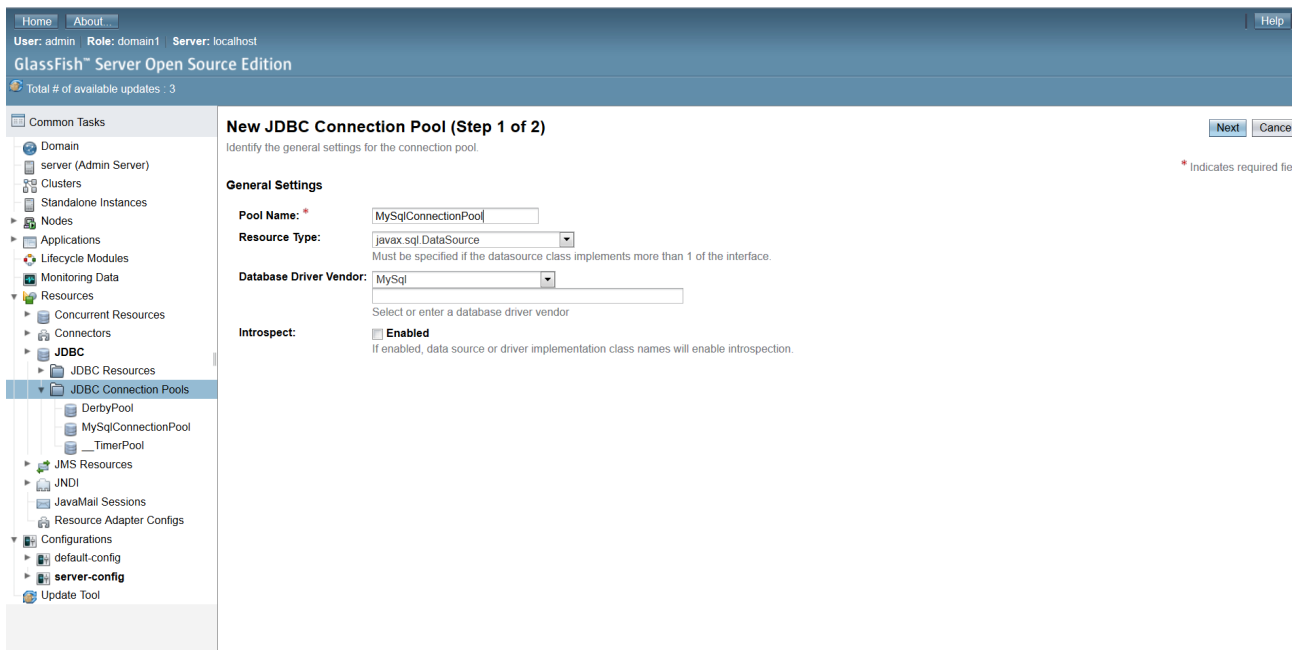 Home About...
Help
User: admin Role: domain1 Server: localhost
GlassFish™ Server Open Source Edition
Total # of available updates : 3
Common Tasks
Domain
server (Admin Server)
Clusters
Standalone Instances
Nodes
Applications
Lifecycle Modules
Monitoring Data
Resources
Concurrent Resources
Connectors
JDBC
JDBC Resources
JDBC Connection Pools
DerbyPool
MySqlConnectionPool
__TimerPool
JMS Resources
JNDI
JavaMail Sessions
Resource Adapter Configs
Configurations
default-config
server-config
Update Tool
New JDBC Connection Pool (Step 1 of 2)
Next Cance
Identify the general settings for the connection pool.
* Indicates required fie
General Settings
Pool Name: * MySqlConnectionPool
Resource Type: javax.sql.DataSource
Must be specified if the datasource class implements more than 1 of the interface.
Database Driver Vendor: MySql
Select or enter a database driver vendor
Introspect: Enabled
If enabled, data source or driver implementation class names will enable introspection.